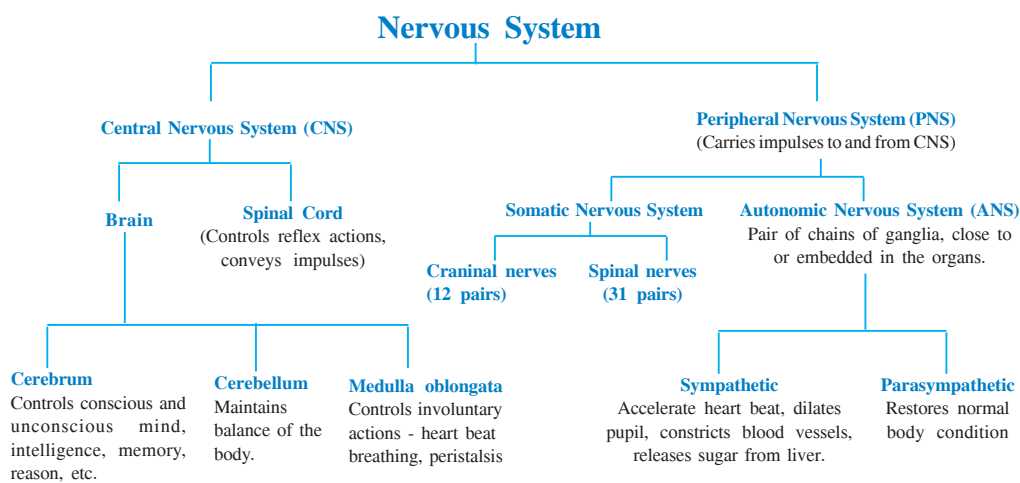 Nervous System
Central Nervous System (CNS)
Peripheral Nervous System (PNS)
(Carries impulses to and from CNS)
Brain
Spinal Cord
(Controls reflex actions,
conveys impulses)
Somatic Nervous System
Autonomic Nervous System (ANS)
Pair of chains of ganglia, close to
or embedded in the organs.
Craninal nerves
(12 pairs)
Spinal nerves
(31 pairs)
Cerebrum
Controls conscious and
unconscious mind,
intelligence, memory,
reason, etc.
Cerebellum
Maintains
balance of the
body.
Medulla oblongata
Controls involuntary
actions - heart beat
breathing, peristalsis
Sympathetic
Accelerate heart beat, dilates
pupil, constricts blood vessels,
releases sugar from liver.
Parasympathetic
Restores normal
body condition